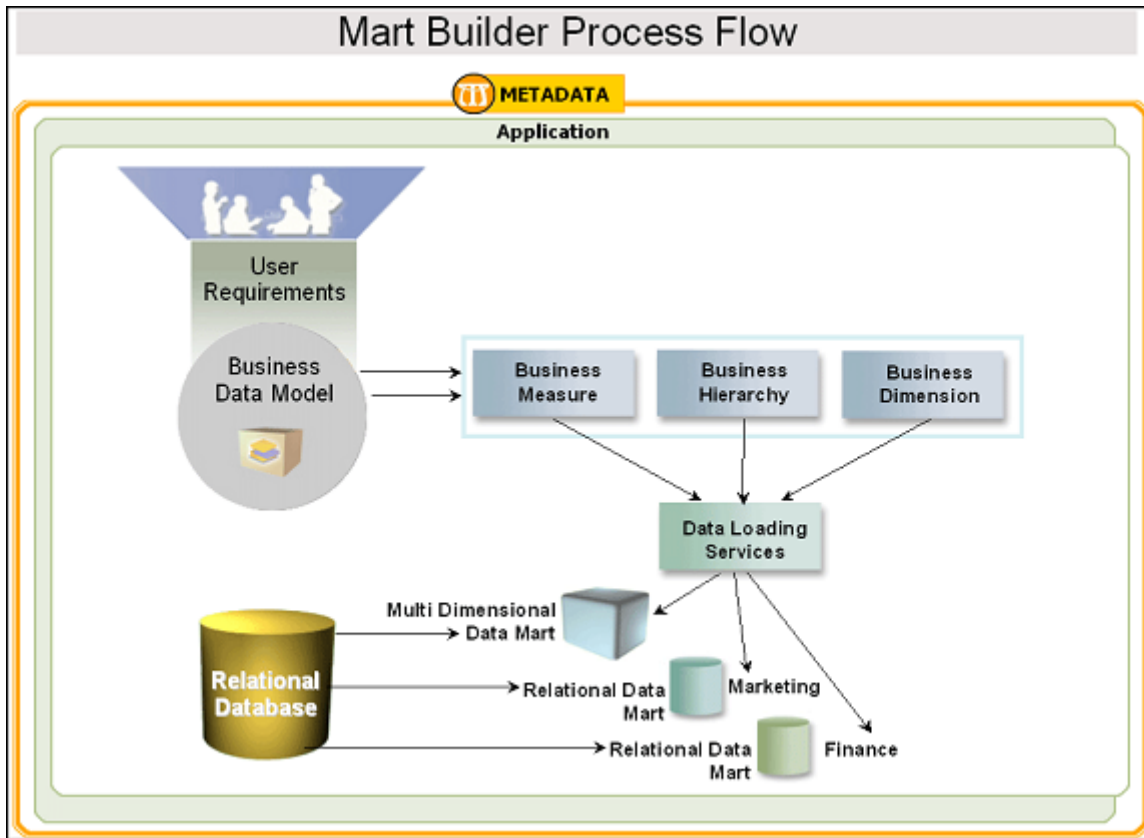 Mart Builder Process Flow
METADATA
Application
User
Requirements
Business
Data Model
Business
Measure
Business
Hierarchy
Business
Dimension
Data Loading
Services
Multi Dimensional
Data Mart
Relational
Database
Relational Data
Mart
Marketing
Relational Data
Mart
Finance